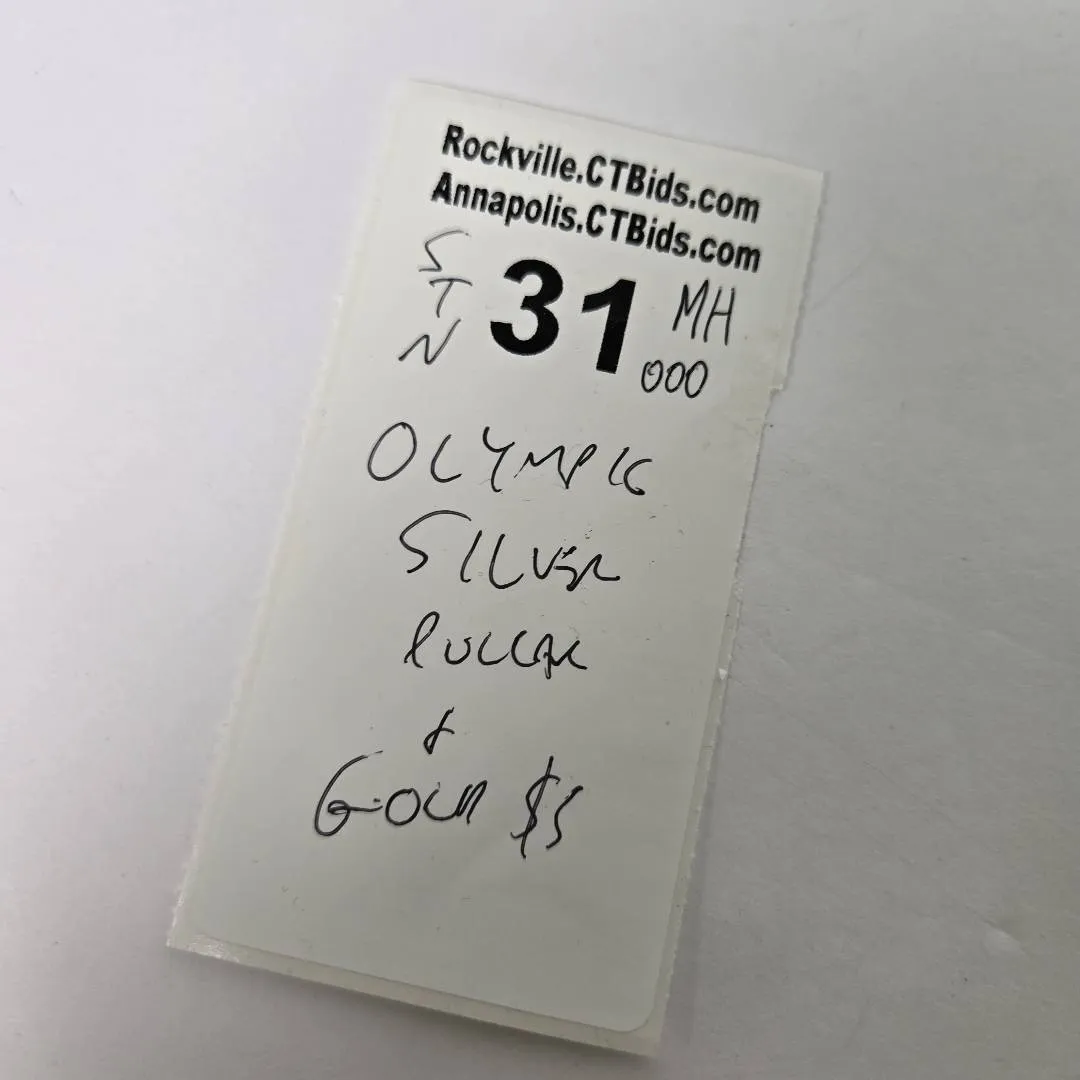 Rockville.CTBids.com
Annapolis.CTBids.com
STN 31 MH
000
OLYMPIC
SILVER
DOLLAR
&
GOLD $5